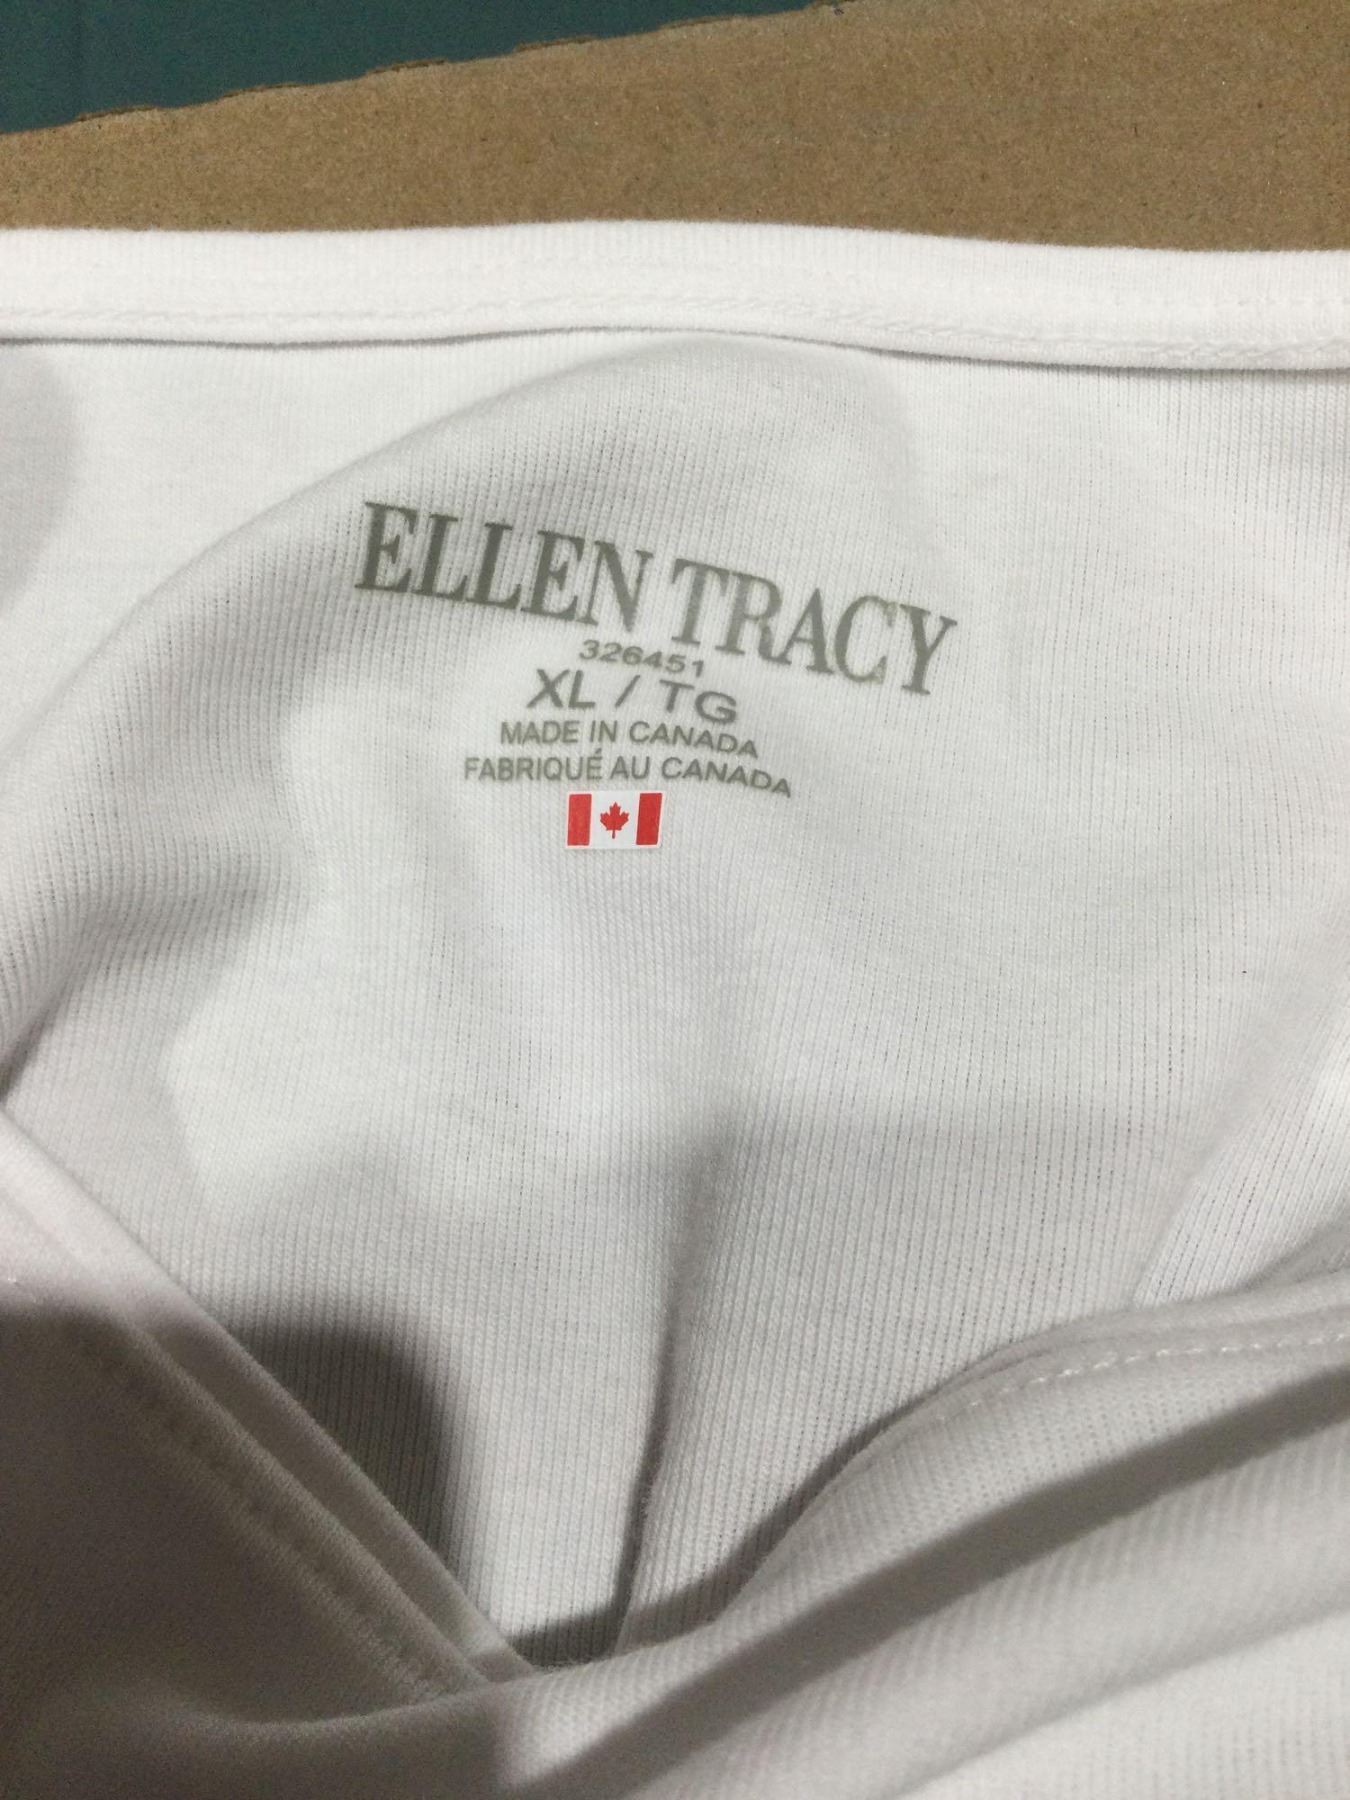 ELLEN TRACY
326451
XL / TG
MADE IN CANADA
FABRIQUÉ AU CANADA